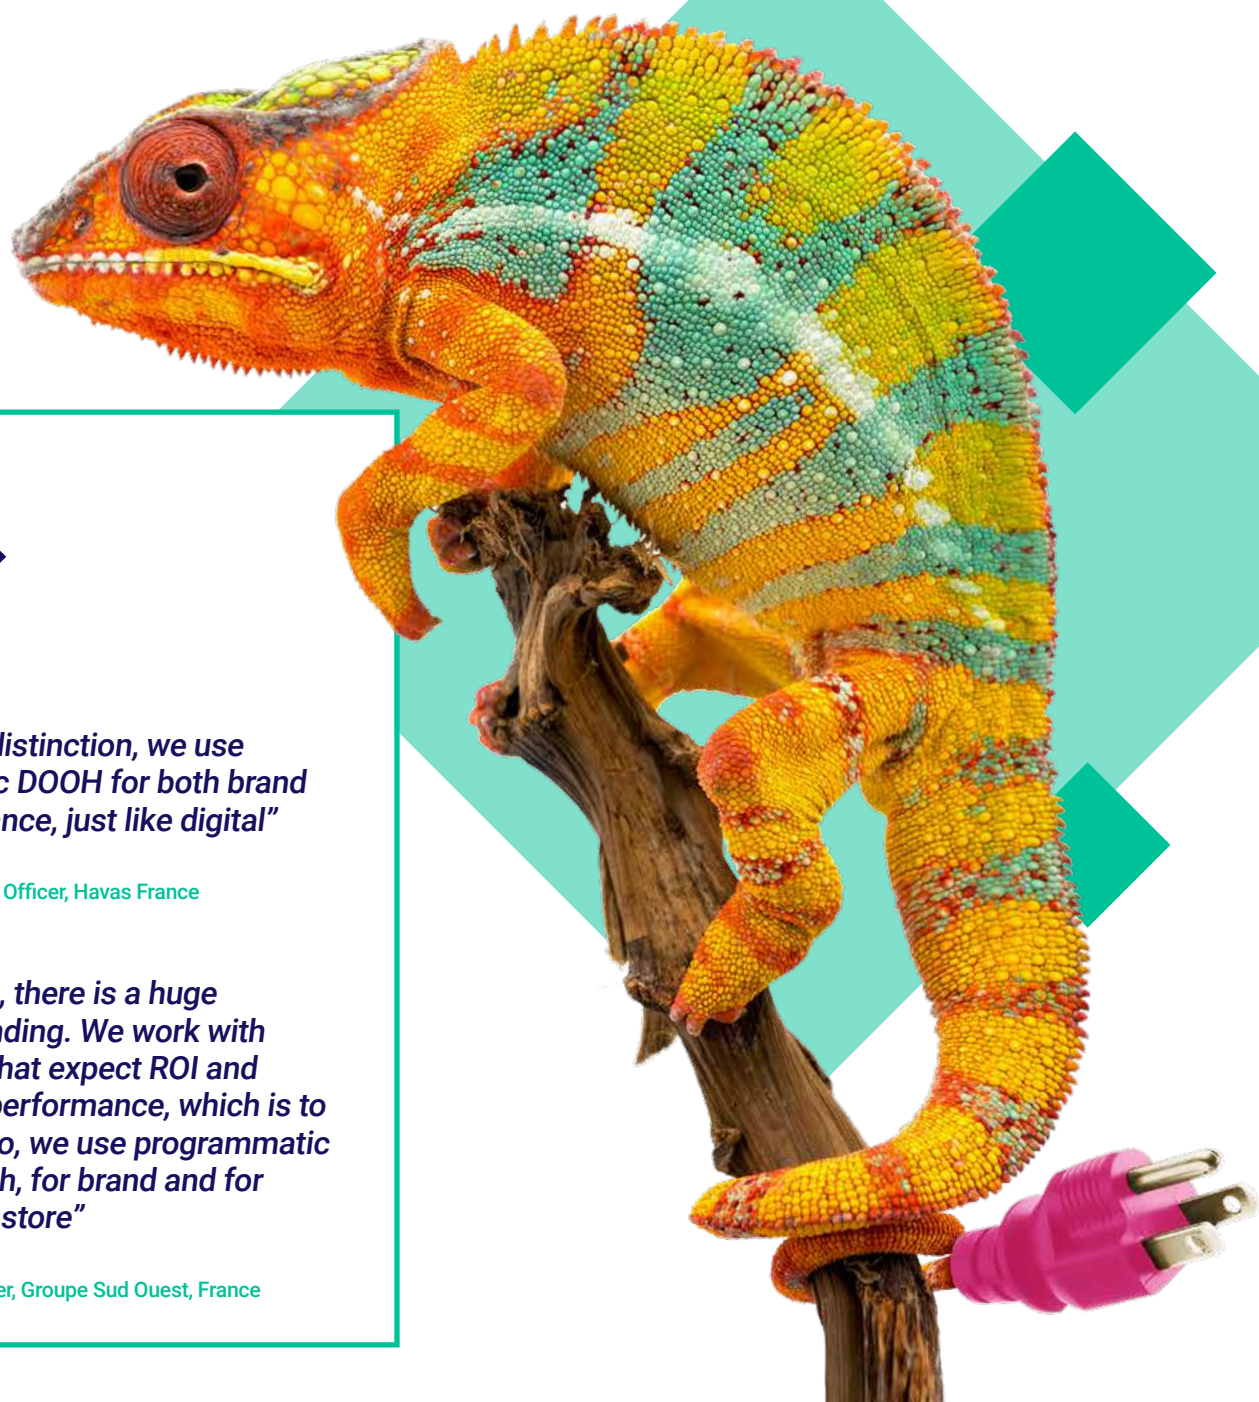 distinction, we use
c DOOH for both brand
nce, just like digital”
Officer, Havas France
, there is a huge
ding. We work with
hat expect ROI and
performance, which is to
o, we use programmatic
h, for brand and for
store”
er, Groupe Sud Ouest, France